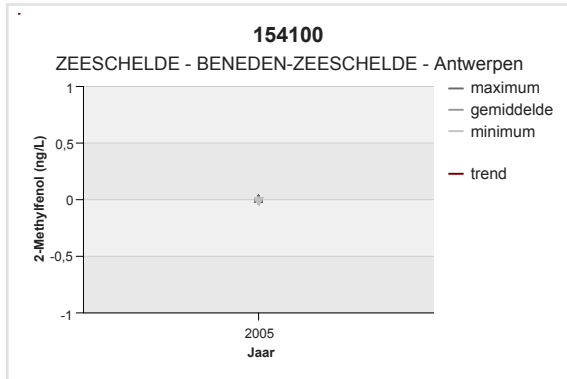 154100
ZEESCHELDE - BENEDEN-ZEESCHELDE - Antwerpen
maximum
gemiddelde
minimum
trend
2-Methylfenol (ng/L)
1
0,5
0
-0,5
-1
2005
Jaar